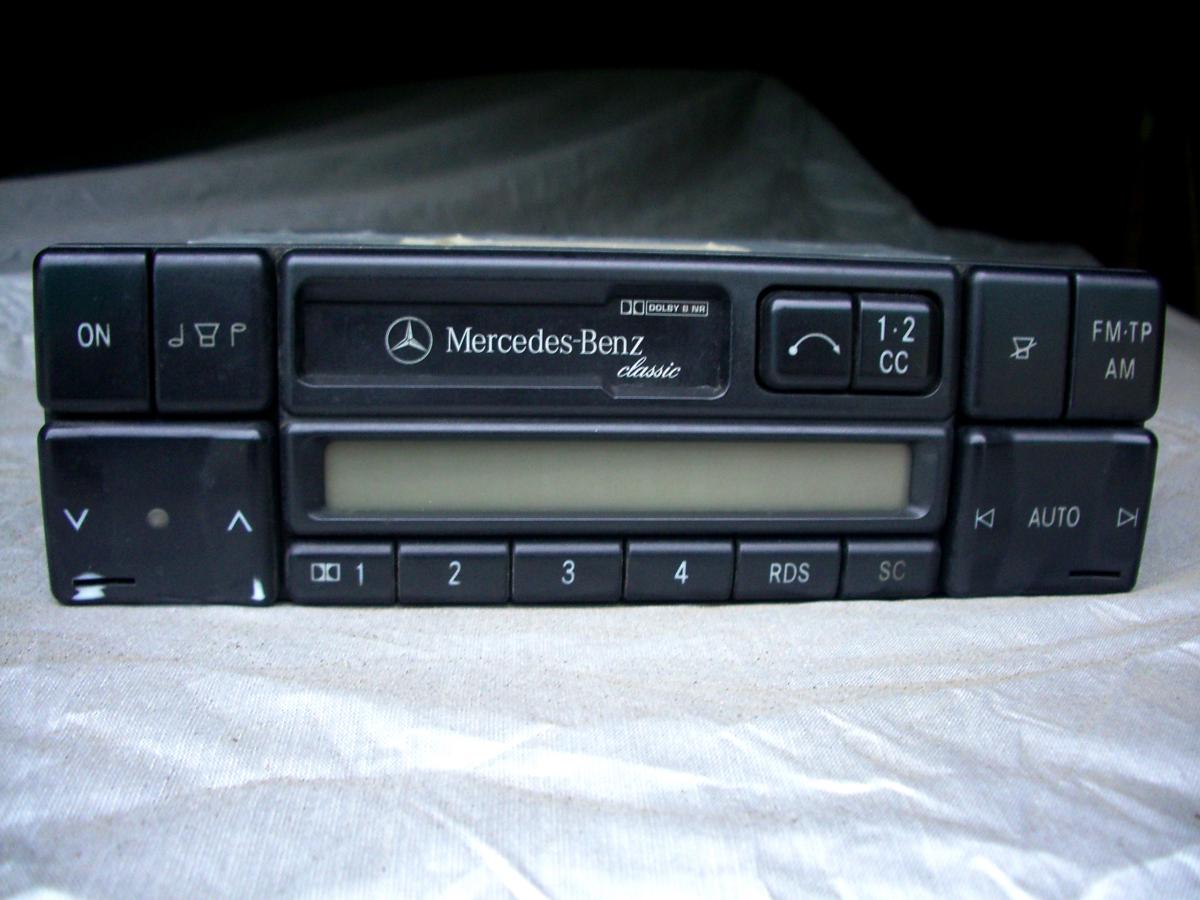 ON
DOLBY B NR
Mercedes-Benz
classic
1·2
CC
FM·TP
AM
AUTO
1 2 3 4 RDS SC